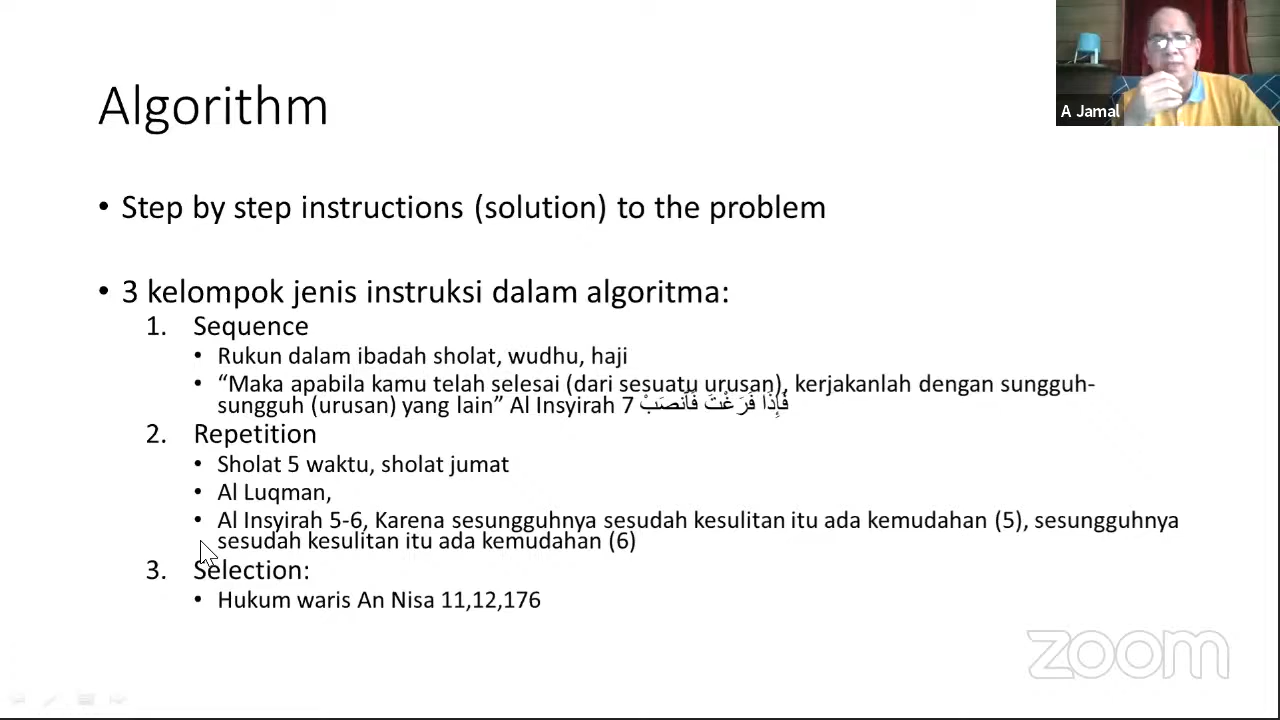 A Jamal
Algorithm
• Step by step instructions (solution) to the problem
• 3 kelompok jenis instruksi dalam algoritma:
1. Sequence
• Rukun dalam ibadah sholat, wudhu, haji
• “Maka apabila kamu telah selesai (dari sesuatu urusan), kerjakanlah dengan sungguh-
sungguh (urusan) yang lain” Al Insyirah 7 فَإِذَا فَرَغْتَ فَانْصَبْ
2. Repetition
• Sholat 5 waktu, sholat jumat
• Al Luqman,
• Al Insyirah 5-6, Karena sesungguhnya sesudah kesulitan itu ada kemudahan (5), sesungguhnya
sesudah kesulitan itu ada kemudahan (6)
3. Selection:
• Hukum waris An Nisa 11,12,176
zoom